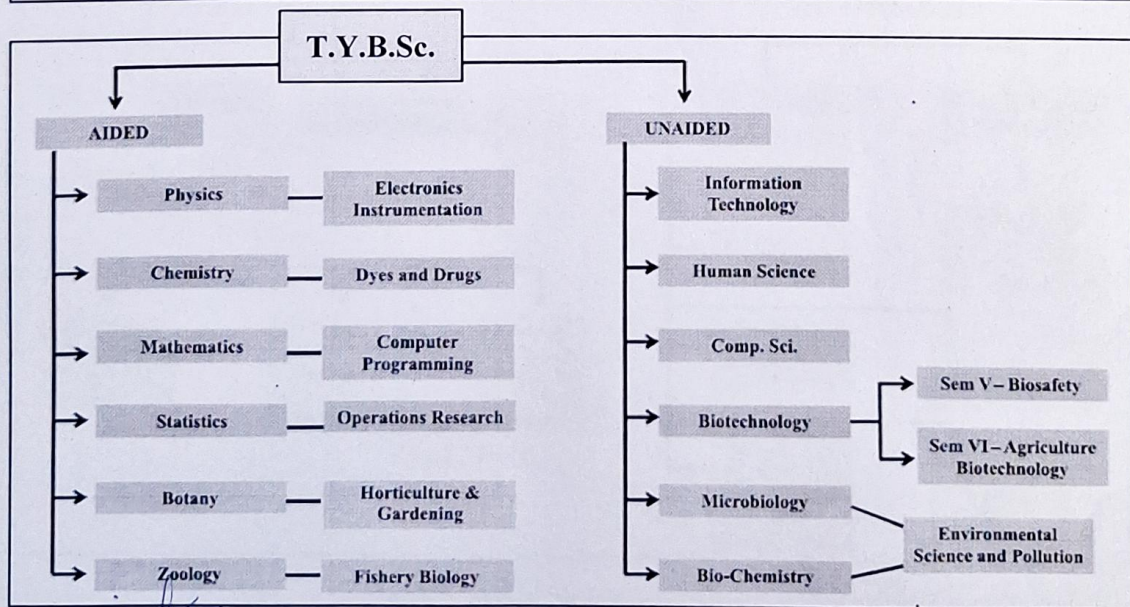 T.Y.B.Sc.
AIDED
Physics
Electronics
Instrumentation
Chemistry
Dyes and Drugs
Mathematics
Computer
Programming
Statistics
Operations Research
Botany
Horticulture &
Gardening
Zoology
Fishery Biology
UNAIDED
Information
Technology
Human Science
Comp. Sci.
Biotechnology
Sem V – Biosafety
Sem VI – Agriculture
Biotechnology
Microbiology
Bio-Chemistry
Environmental
Science and Pollution